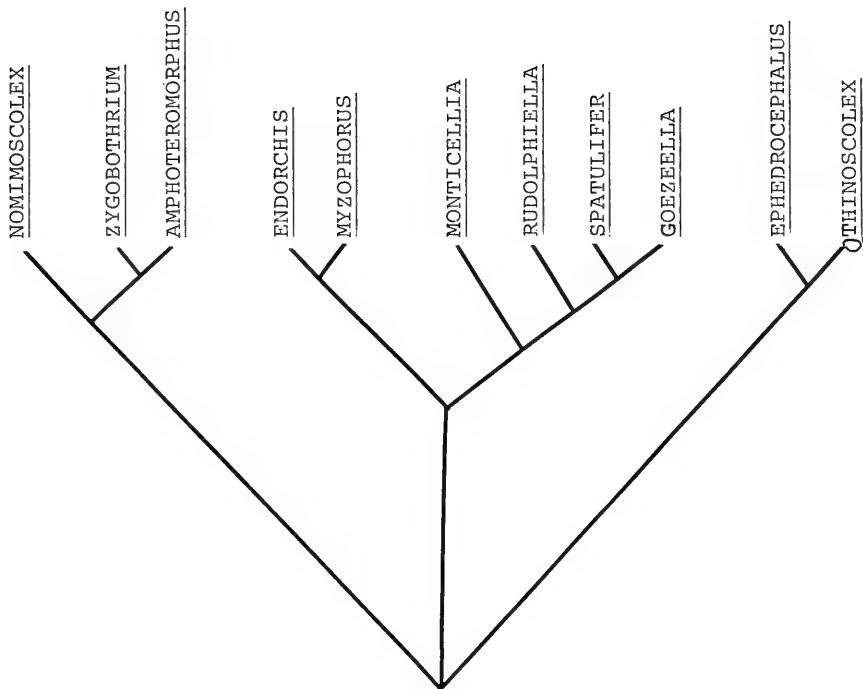 NOMIMOSCOLEX
ZYGOBOTHRIUM
AMPHOTEROMORPHUS
ENDORCHIS
MYZOPHORUS
MONTICELLIA
RUDOLPHIELLA
SPATULIFER
GOEZEELLA
EPHEDROCEPHALUS
OTHINOSCOLEX